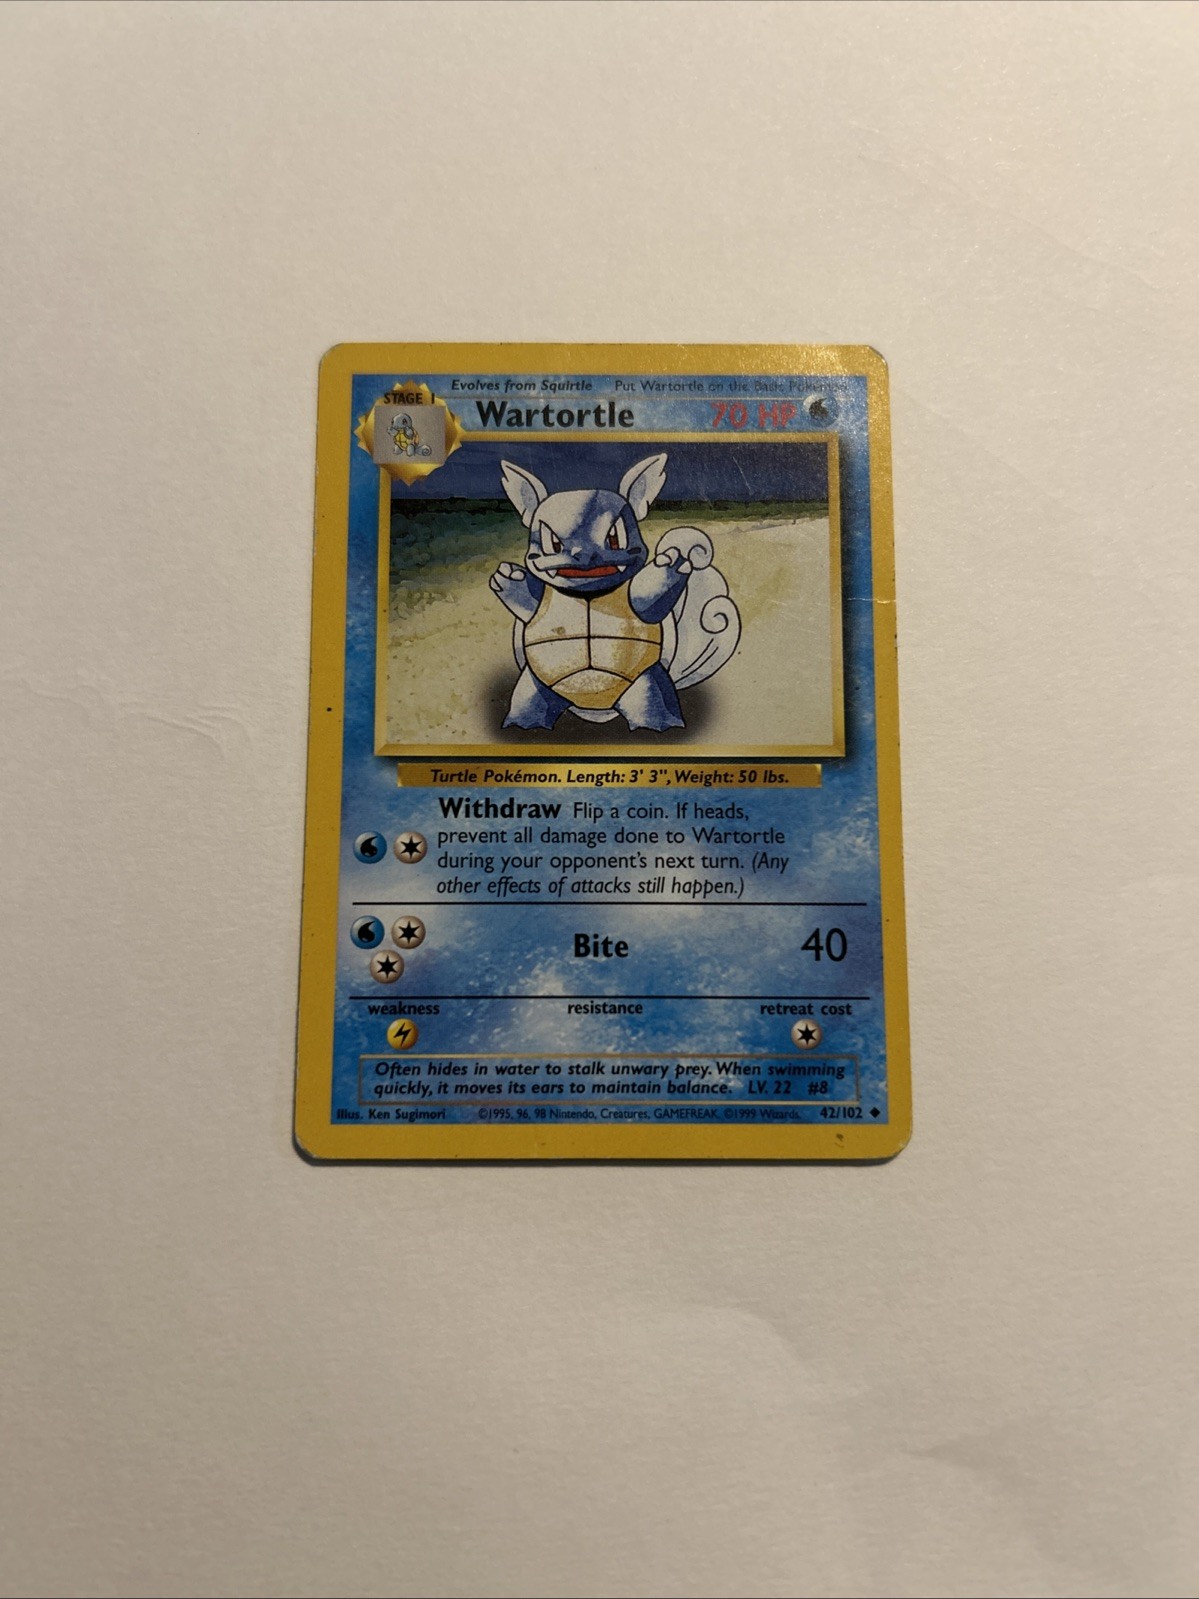 Evolves from Squirtle Put Wartortle on the Basic Pokémon
STAGE 1
Wartortle 70 HP
Turtle Pokémon. Length: 3' 3", Weight: 50 lbs.
Withdraw Flip a coin. If heads,
prevent all damage done to Wartortle
during your opponent's next turn. (Any
other effects of attacks still happen.)
Bite 40
weakness resistance retreat cost
Often hides in water to stalk unwary prey. When swimming
quickly, it moves its ears to maintain balance. LV. 22 #8
Illus. Ken Sugimori ©1995, 96, 98 Nintendo, Creatures, GAMEFREAK. ©1999 Wizards. 42/102